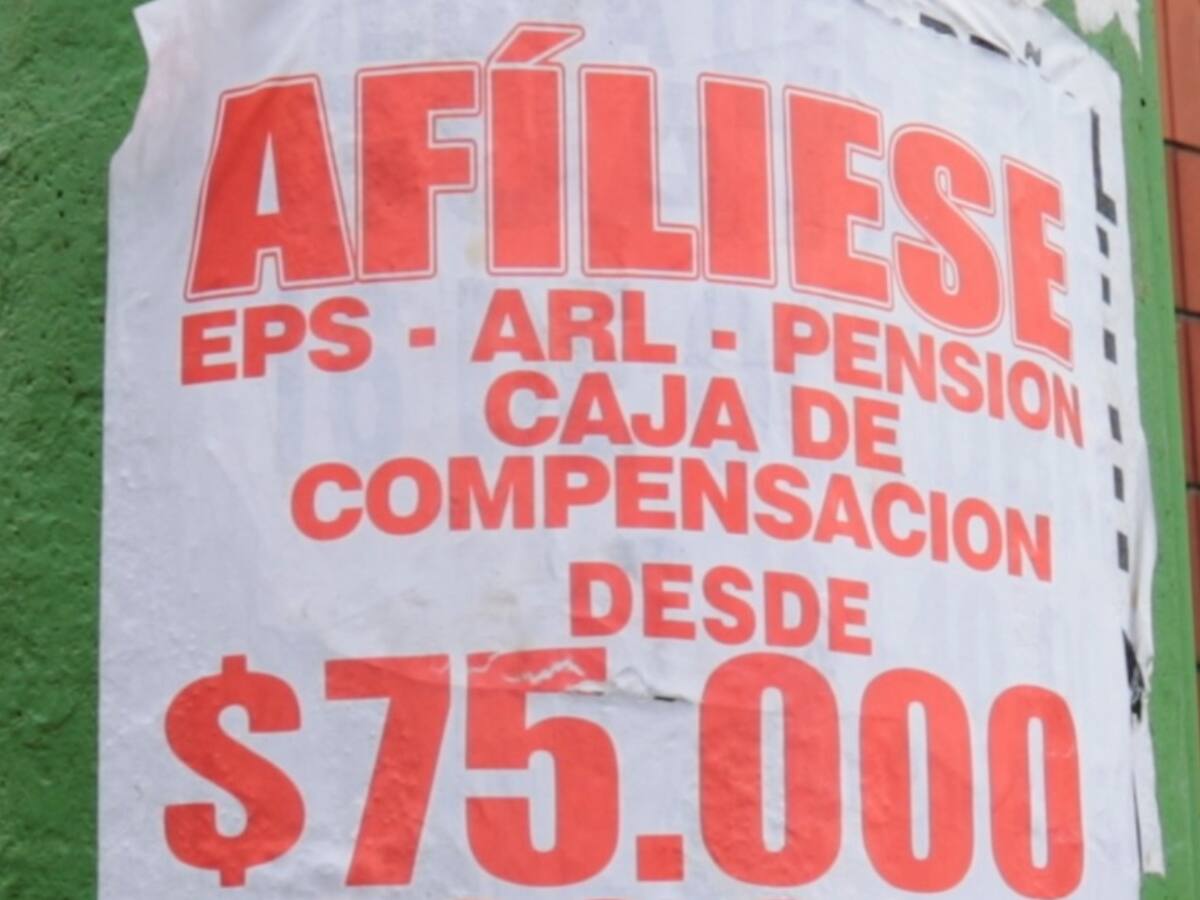 AFÍLIESE
EPS - ARL - PENSION
CAJA DE
COMPENSACION
DESDE
$75.000